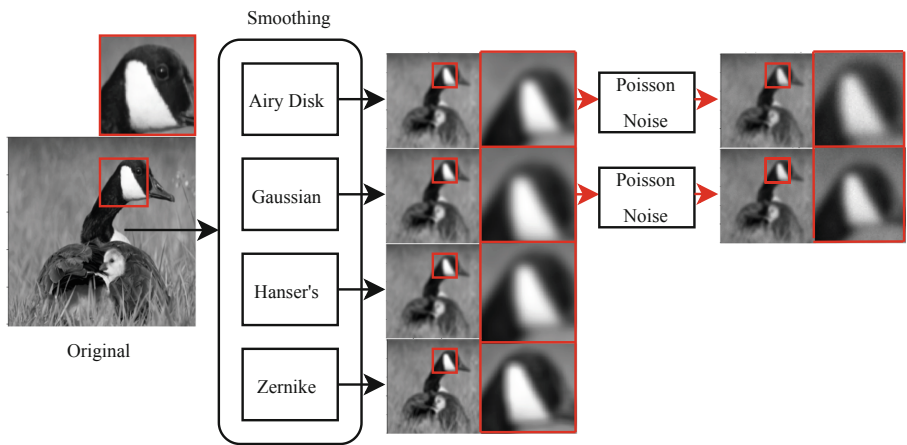 Smoothing
Airy Disk
Poisson
Noise
Gaussian
Poisson
Noise
Hanser's
Original
Zernike